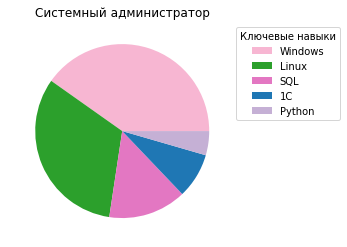 Системный администратор
Ключевые навыки
Windows
Linux
SQL
1C
Python